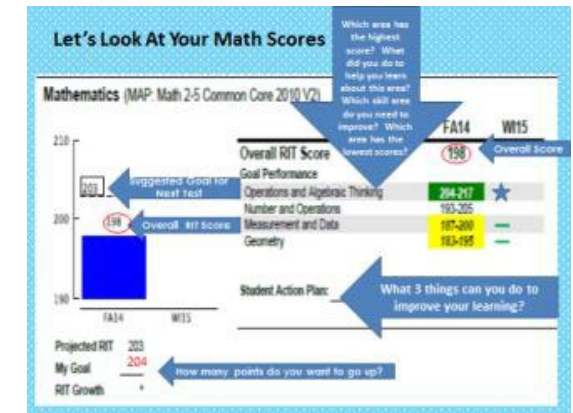 Let's Look At Your Math Scores
Which area has
the highest
score? What
did you do to
help you learn
about this area?
Which skill area
do you need to
improve? Which
area has the
lowest scores?
Mathematics (MAP: Math 2-5 Common Core 2010 V2)
FA14 WI15
Overall RIT Score 198 Overall Score
Goal Performance
Operations and Algebraic Thinking 204-217
Number and Operations 193-205
Measurement and Data 187-200
Geometry 183-195
210
203
Suggested Goal for
Next Test
200
198 Overall RIT Score
190
FA14 WI15
Student Action Plan:
What 3 things can you do to
improve your learning?
Projected RIT 203
My Goal 204
How many points do you want to go up?
RIT Growth *